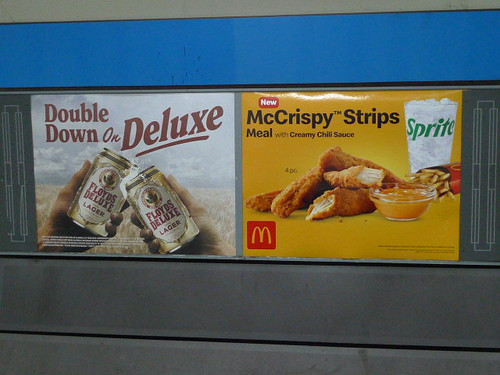 Double
Down On Deluxe
FLOYDS
DELUXE
LAGER
FLOYDS
DELUXE
LAGER
New
McCrispy™ Strips
Meal with Creamy Chili Sauce
4 pc.
Sprite